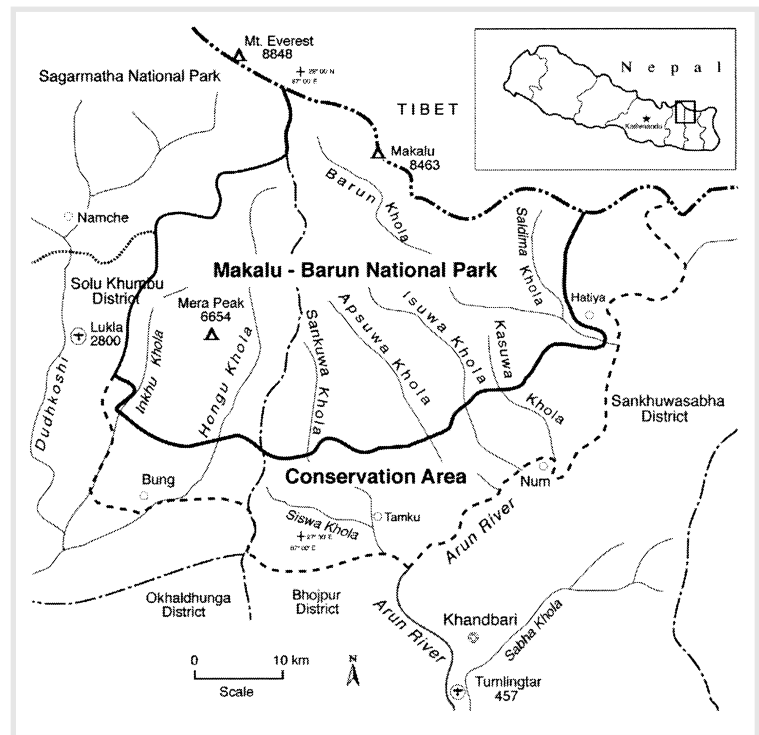 Mt. Everest
8848
28° 00' N
87° 00' E
Sagarmatha National Park
N e p a l
Kathmandu
TIBET
Makalu
8463
Barun Khola
Namche
Saldima Khola
Makalu - Barun National Park
Solu Khumbu
District
Mera Peak
6654
Hatiya
Lukla
2800
Inkhu Khola
Hongu Khola
Sankuwa Khola
Apsuwa Khola
Isuwa Khola
Kasuwa
Khola
Dudhkoshi
Sankhuwasabha
District
Bung
Conservation Area
Num
Siswa Khola
Tamku
87° 00' E
Arun River
Okhaldhunga
District
Bhojpur
District
Arun River
Khandbari
Sabha Khola
0
10 km
Scale
N
Tumlingtar
457